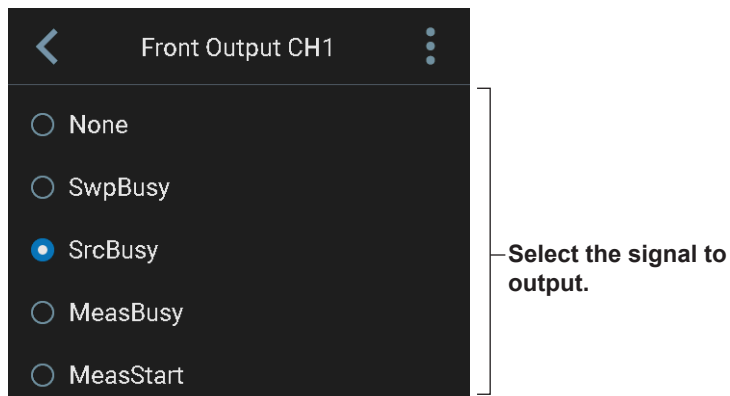 Front Output CH1
None
SwpBusy
SrcBusy
MeasBusy
MeasStart
Select the signal to
output.